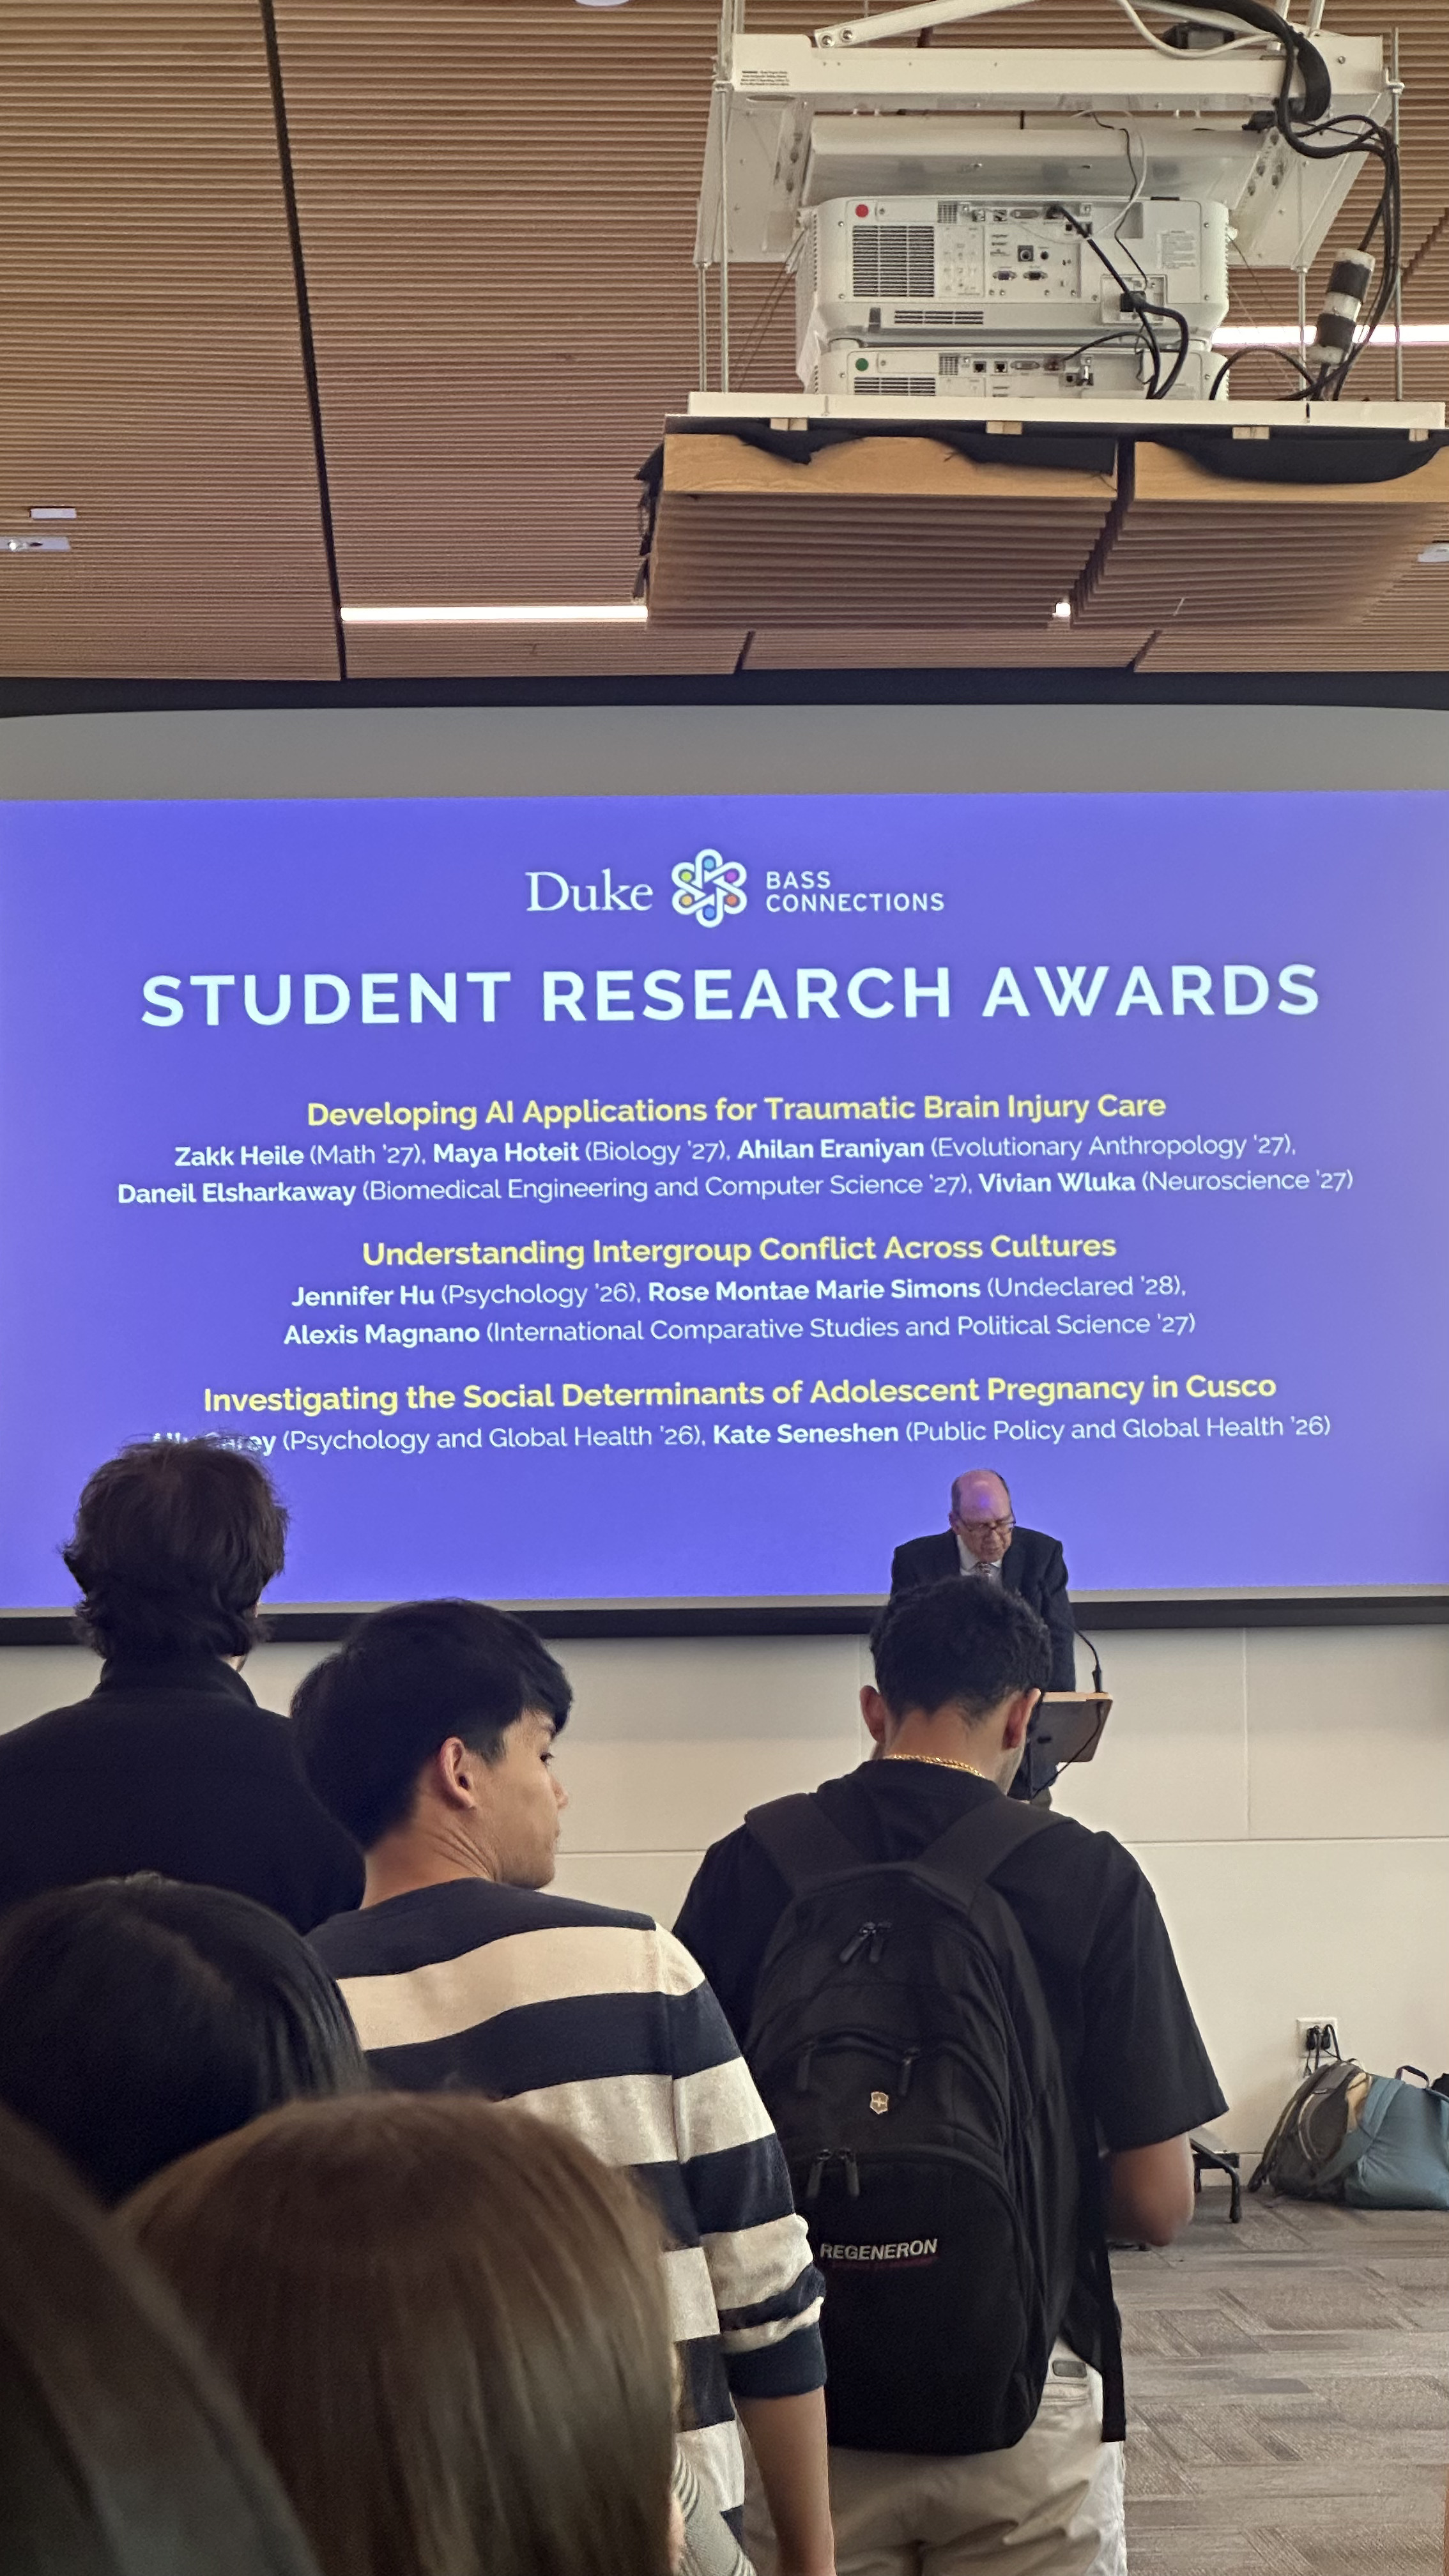 Duke BASS
CONNECTIONS
STUDENT RESEARCH AWARDS
Developing AI Applications for Traumatic Brain Injury Care
Zakk Heile (Math '27), Maya Hoteit (Biology '27), Ahilan Eraniyan (Evolutionary Anthropology '27),
Daneil Elsharkaway (Biomedical Engineering and Computer Science '27), Vivian Wluka (Neuroscience '27)
Understanding Intergroup Conflict Across Cultures
Jennifer Hu (Psychology '26), Rose Montae Marie Simons (Undeclared '28),
Alexis Magnano (International Comparative Studies and Political Science '27)
Investigating the Social Determinants of Adolescent Pregnancy in Cusco
(Psychology and Global Health '26), Kate Seneshen (Public Policy and Global Health '26)
REGENERON